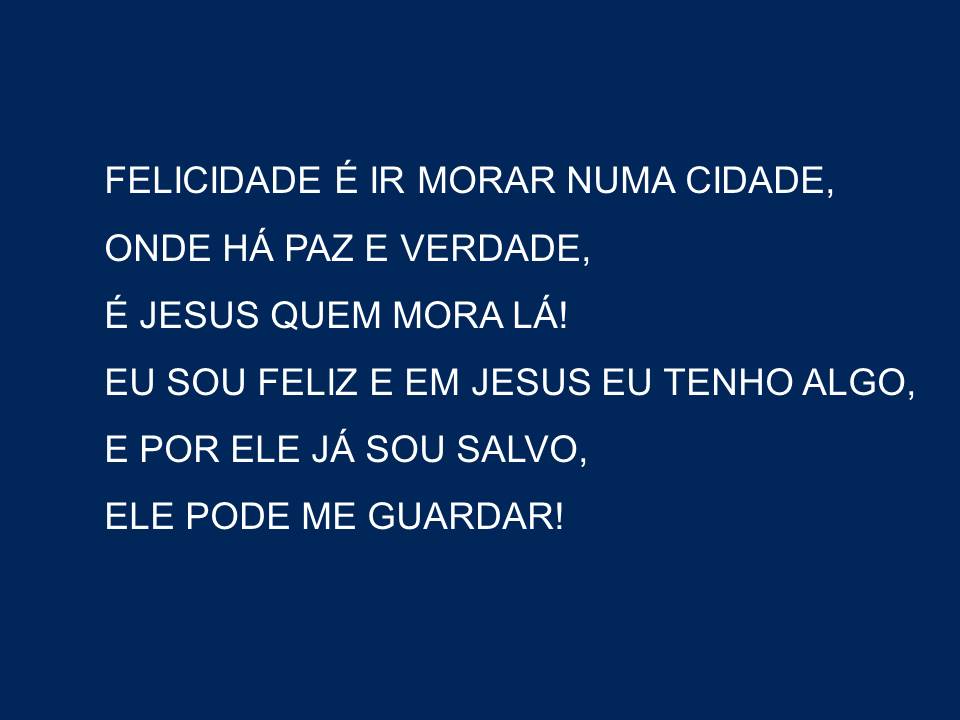 FELICIDADE É IR MORAR NUMA CIDADE,
ONDE HÁ PAZ E VERDADE,
É JESUS QUEM MORA LÁ!
EU SOU FELIZ E EM JESUS EU TENHO ALGO,
E POR ELE JÁ SOU SALVO,
ELE PODE ME GUARDAR!